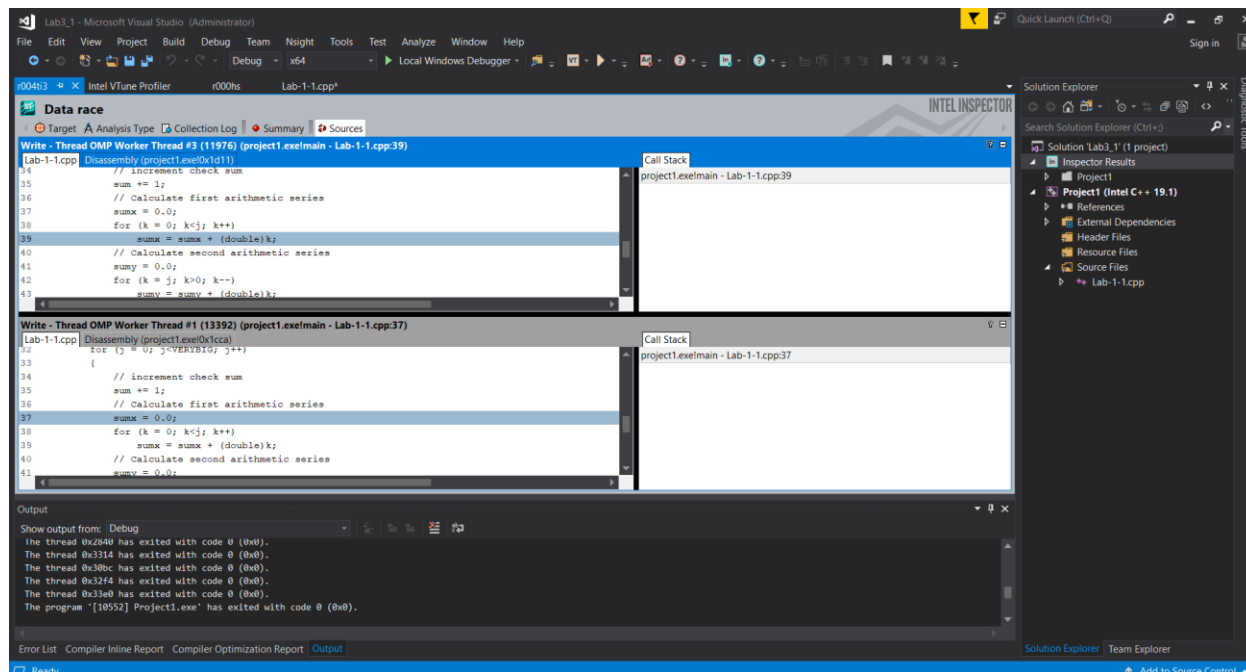 Lab3_1 - Microsoft Visual Studio (Administrator)
Quick Launch (Ctrl+Q)
File Edit View Project Build Debug Team Nsight Tools Test Analyze Window Help
Sign in
Debug x64 Local Windows Debugger
r004ti3 Intel VTune Profiler r000hs Lab-1-1.cpp*
Data race
INTEL INSPECTOR
Target Analysis Type Collection Log Summary Sources
Write - Thread OMP Worker Thread #3 (11976) (project1.exe!main - Lab-1-1.cpp:39)
Lab-1-1.cpp Disassembly (project1.exe!0x1d11)
34 // increment check sum
35 sum += 1;
36 // Calculate first arithmetic series
37 sumx = 0.0;
38 for (k = 0; k<j; k++)
39 sumx = sumx + (double)k;
40 // Calculate second arithmetic series
41 sumy = 0.0;
42 for (k = j; k>0; k--)
43 sumy = sumy + (double)k;
Call Stack
project1.exe!main - Lab-1-1.cpp:39
Write - Thread OMP Worker Thread #1 (13392) (project1.exe!main - Lab-1-1.cpp:37)
Lab-1-1.cpp Disassembly (project1.exe!0x1cca)
32 for (j = 0; j<VERYBIG; j++)
33 {
34 // increment check sum
35 sum += 1;
36 // Calculate first arithmetic series
37 sumx = 0.0;
38 for (k = 0; k<j; k++)
39 sumx = sumx + (double)k;
40 // Calculate second arithmetic series
41 sumy = 0.0;
Call Stack
project1.exe!main - Lab-1-1.cpp:37
Output
Show output from: Debug
The thread 0x2840 has exited with code 0 (0x0).
The thread 0x3314 has exited with code 0 (0x0).
The thread 0x30bc has exited with code 0 (0x0).
The thread 0x32f4 has exited with code 0 (0x0).
The thread 0x33e0 has exited with code 0 (0x0).
The program '[10552] Project1.exe' has exited with code 0 (0x0).
Error List Compiler Inline Report Compiler Optimization Report Output
Solution Explorer
Search Solution Explorer (Ctrl+;)
Solution 'Lab3_1' (1 project)
Inspector Results
Project1
Project1 (Intel C++ 19.1)
References
External Dependencies
Header Files
Resource Files
Source Files
Lab-1-1.cpp
Solution Explorer Team Explorer
Diagnostic Tools
Ready
Add to Source Control